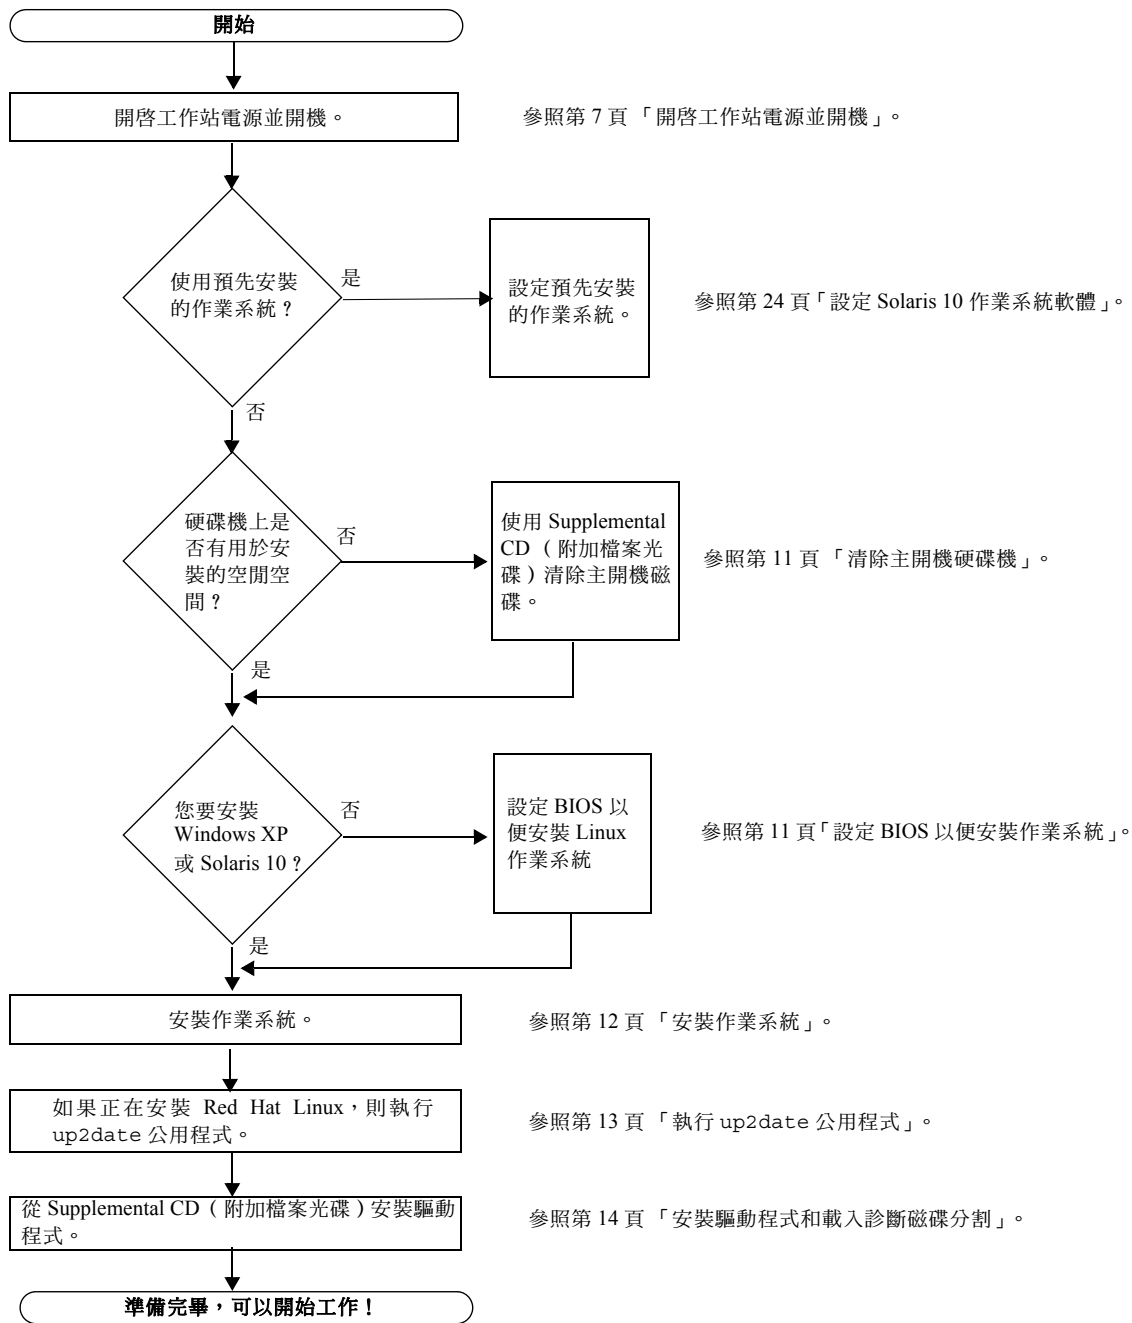 開始
開啓工作站電源並開機。
參照第 7 頁「開啓工作站電源並開機」。
使用預先安裝
的作業系統？
是
設定預先安裝
的作業系統。
參照第 24 頁「設定 Solaris 10 作業系統軟體」。
否
硬碟機上是
否有用於安
裝的空閒空
間？
否
使用 Supplemental
CD（附加檔案光
碟）清除主開機磁
碟。
參照第 11 頁「清除主開機硬碟機」。
是
您要安裝
Windows XP
或 Solaris 10？
否
設定 BIOS 以
便安裝 Linux
作業系統
參照第 11 頁「設定 BIOS 以便安裝作業系統」。
是
安裝作業系統。
參照第 12 頁「安裝作業系統」。
如果正在安裝 Red Hat Linux，則執行
up2date 公用程式。
參照第 13 頁「執行 up2date 公用程式」。
從 Supplemental CD（附加檔案光碟）安裝驅動
程式。
參照第 14 頁「安裝驅動程式和載入診斷磁碟分割」。
準備完畢，可以開始工作！